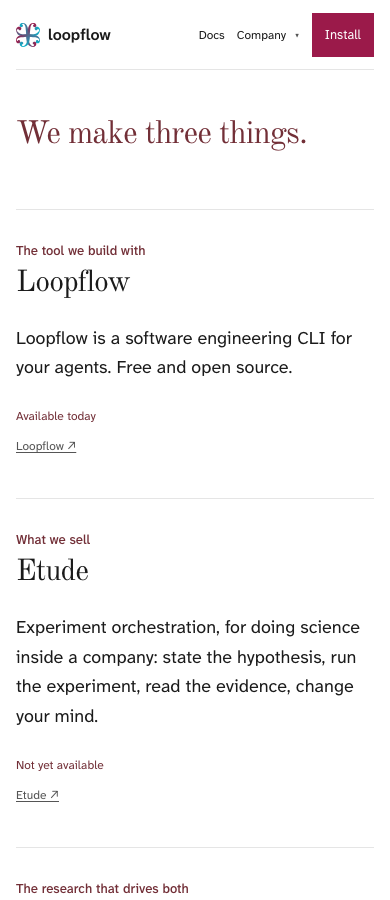 loopflow
Docs
Company ▾
Install
We make three things.
The tool we build with
Loopflow
Loopflow is a software engineering CLI for
your agents. Free and open source.
Available today
Loopflow ↗
What we sell
Etude
Experiment orchestration, for doing science
inside a company: state the hypothesis, run
the experiment, read the evidence, change
your mind.
Not yet available
Etude ↗
The research that drives both